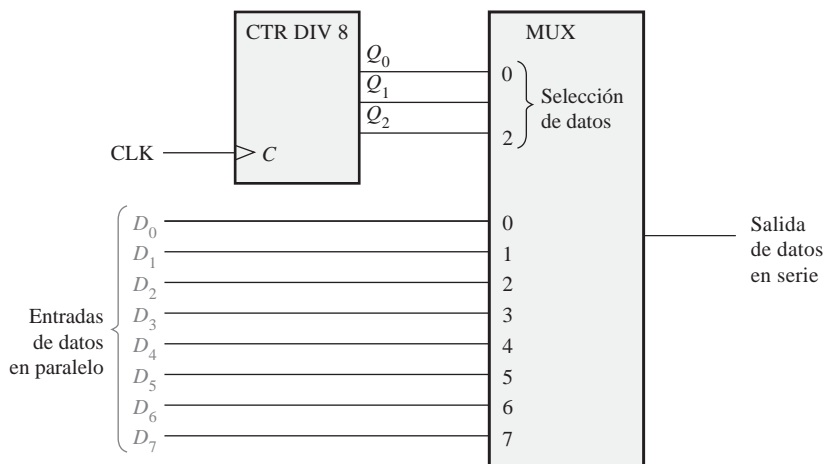 CTR DIV 8
MUX
Q0
Q1
Q2
0
2
Selección
de datos
CLK
C
D0
D1
D2
D3
D4
D5
D6
D7
0
1
2
3
4
5
6
7
Entradas
de datos
en paralelo
Salida
de datos
en serie